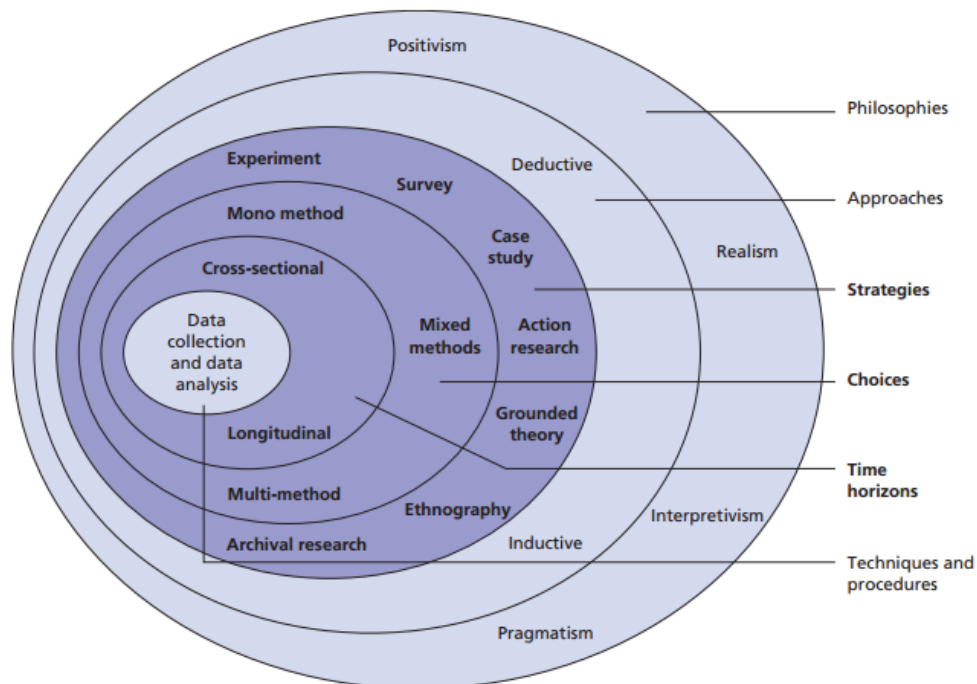 Positivism
Philosophies
Deductive
Approaches
Experiment
Survey
Mono method
Case
study
Realism
Cross-sectional
Strategies
Data
collection
and data
analysis
Mixed
methods
Action
research
Choices
Grounded
theory
Longitudinal
Time
horizons
Multi-method
Ethnography
Interpretivism
Archival research
Inductive
Techniques and
procedures
Pragmatism